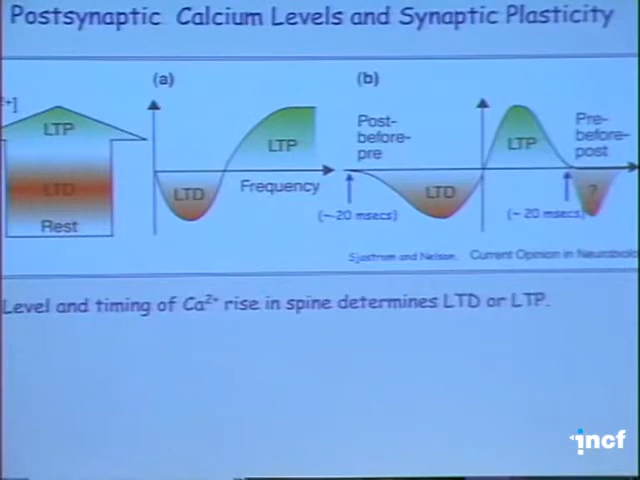 Postsynaptic Calcium Levels and Synaptic Plasticity
(a)
(b)
2+]
LTP
LTD
Rest
LTP
LTD
Frequency
Post-
before-
pre
LTP
LTD
Pre-
before-
post
?
(~-20 msecs)
(~ 20 msecs)
Sjostrom and Nelson, Current Opinion in Neurobiolo
Level and timing of Ca²⁺ rise in spine determines LTD or LTP.
incf